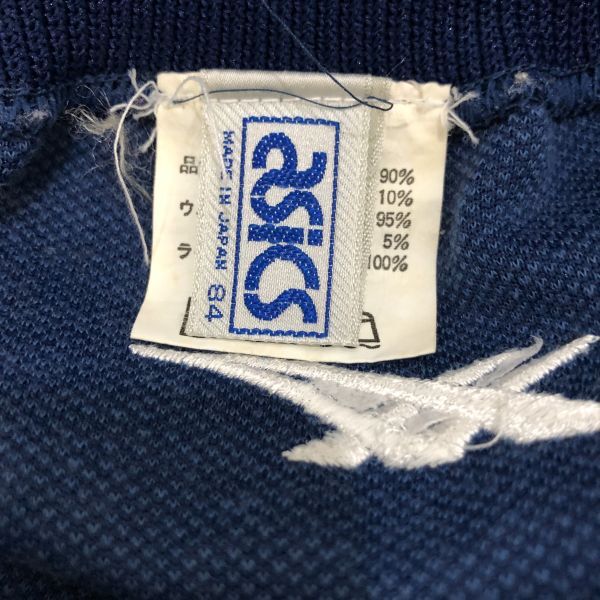 asics
MADE IN JAPAN 84
品 90%
ウ 10%
95%
ラ 5%
100%